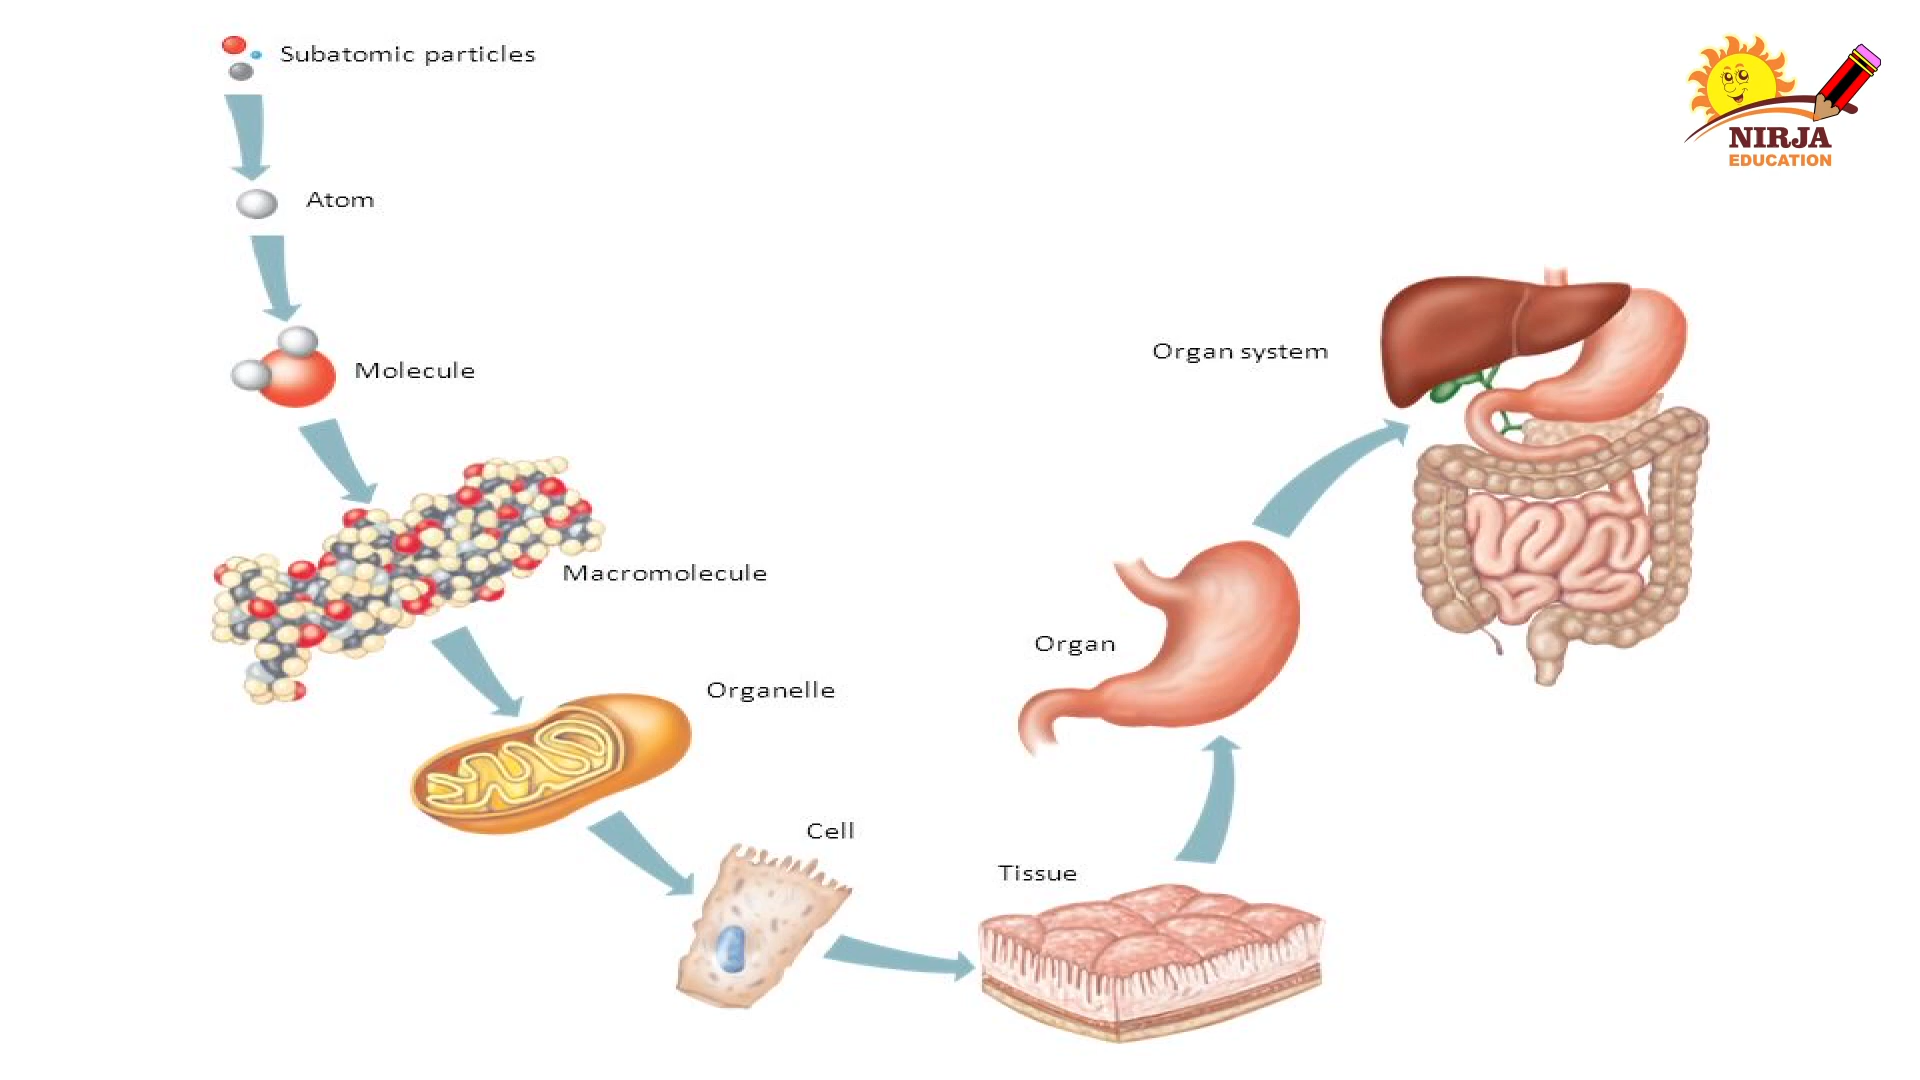 Subatomic particles
Atom
Molecule
Macromolecule
Organelle
Cell
Tissue
Organ
Organ system
NIRJA
EDUCATION